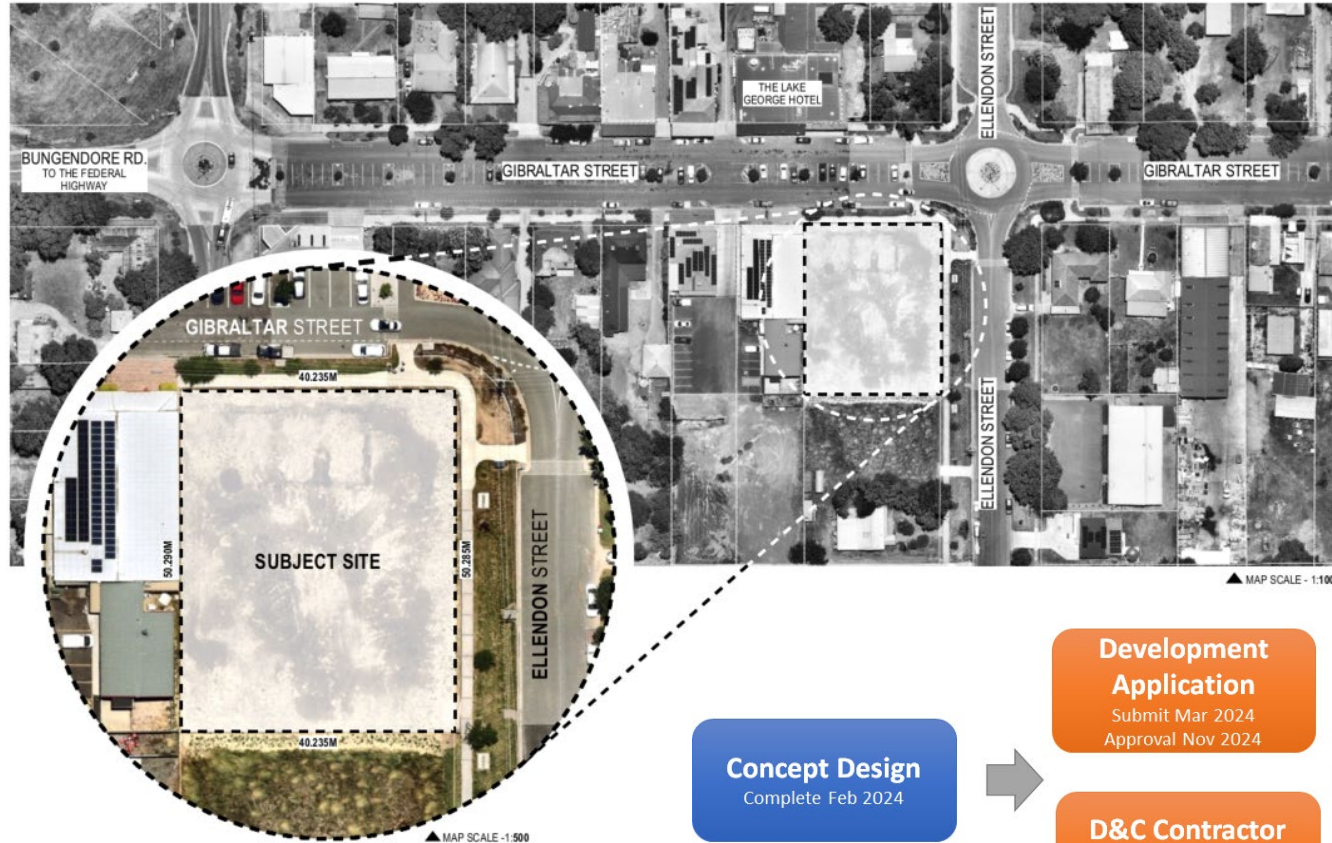 THE LAKE
GEORGE HOTEL
ELLENDON STREET
BUNGENDORE RD.
TO THE FEDERAL
HIGHWAY
GIBRALTAR STREET
GIBRALTAR STREET
GIBRALTAR STREET
40.235M
50.290M
SUBJECT SITE
50.285M
ELLENDON STREET
ELLENDON STREET
40.235M
MAP SCALE -1:500
MAP SCALE - 1:100
Development
Application
Submit Mar 2024
Approval Nov 2024
Concept Design
Complete Feb 2024
D&C Contractor